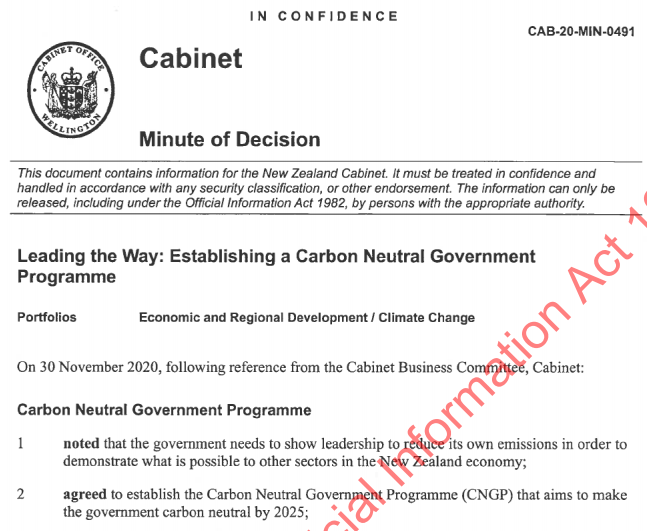 IN CONFIDENCE
CAB-20-MIN-0491
CABINET OFFICE
WELLINGTON
Cabinet
Minute of Decision
This document contains information for the New Zealand Cabinet. It must be treated in confidence and
handled in accordance with any security classification, or other endorsement. The information can only be
released, including under the Official Information Act 1982, by persons with the appropriate authority.
Leading the Way: Establishing a Carbon Neutral Government
Programme
Portfolios Economic and Regional Development / Climate Change
On 30 November 2020, following reference from the Cabinet Business Committee, Cabinet:
Carbon Neutral Government Programme
1 noted that the government needs to show leadership to reduce its own emissions in order to
demonstrate what is possible to other sectors in the New Zealand economy;
2 agreed to establish the Carbon Neutral Government Programme (CNGP) that aims to make
the government carbon neutral by 2025;
Information Act